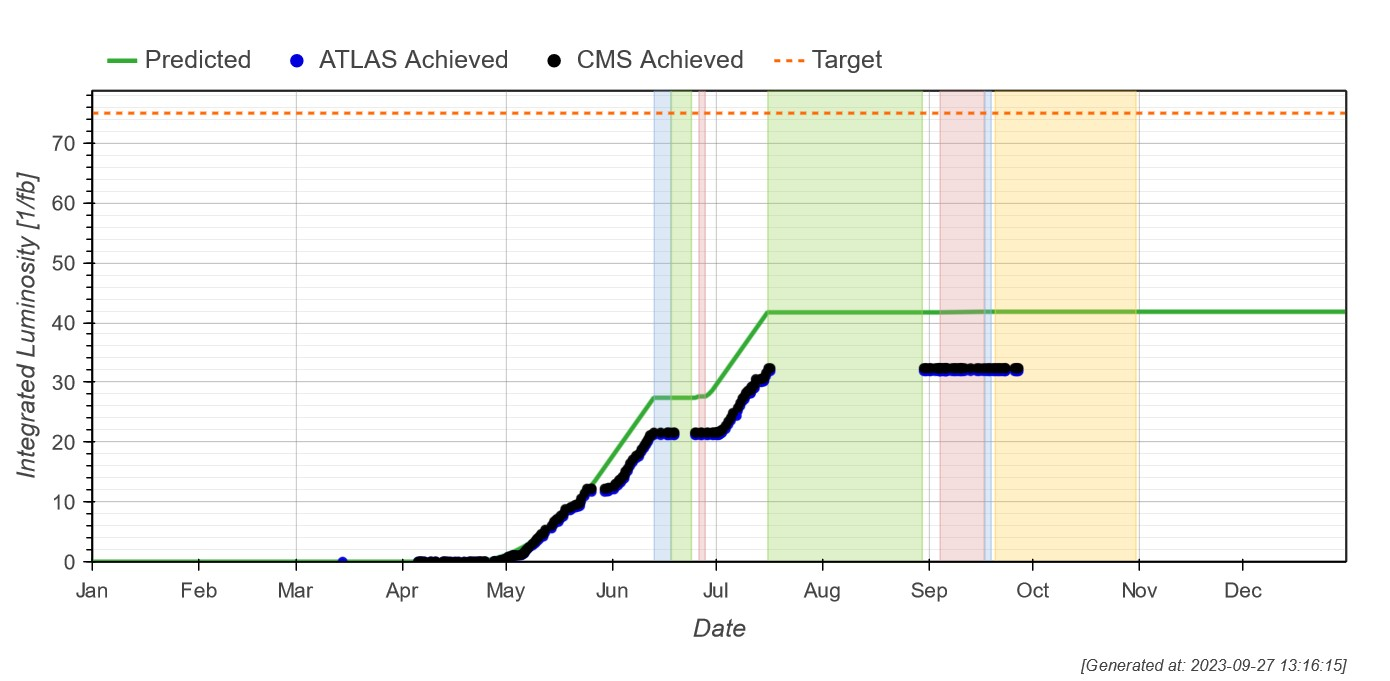 Predicted ATLAS Achieved CMS Achieved Target
Integrated Luminosity [1/fb]
70
60
50
40
30
20
10
0
Jan Feb Mar Apr May Jun Jul Aug Sep Oct Nov Dec
Date
[Generated at: 2023-09-27 13:16:15]